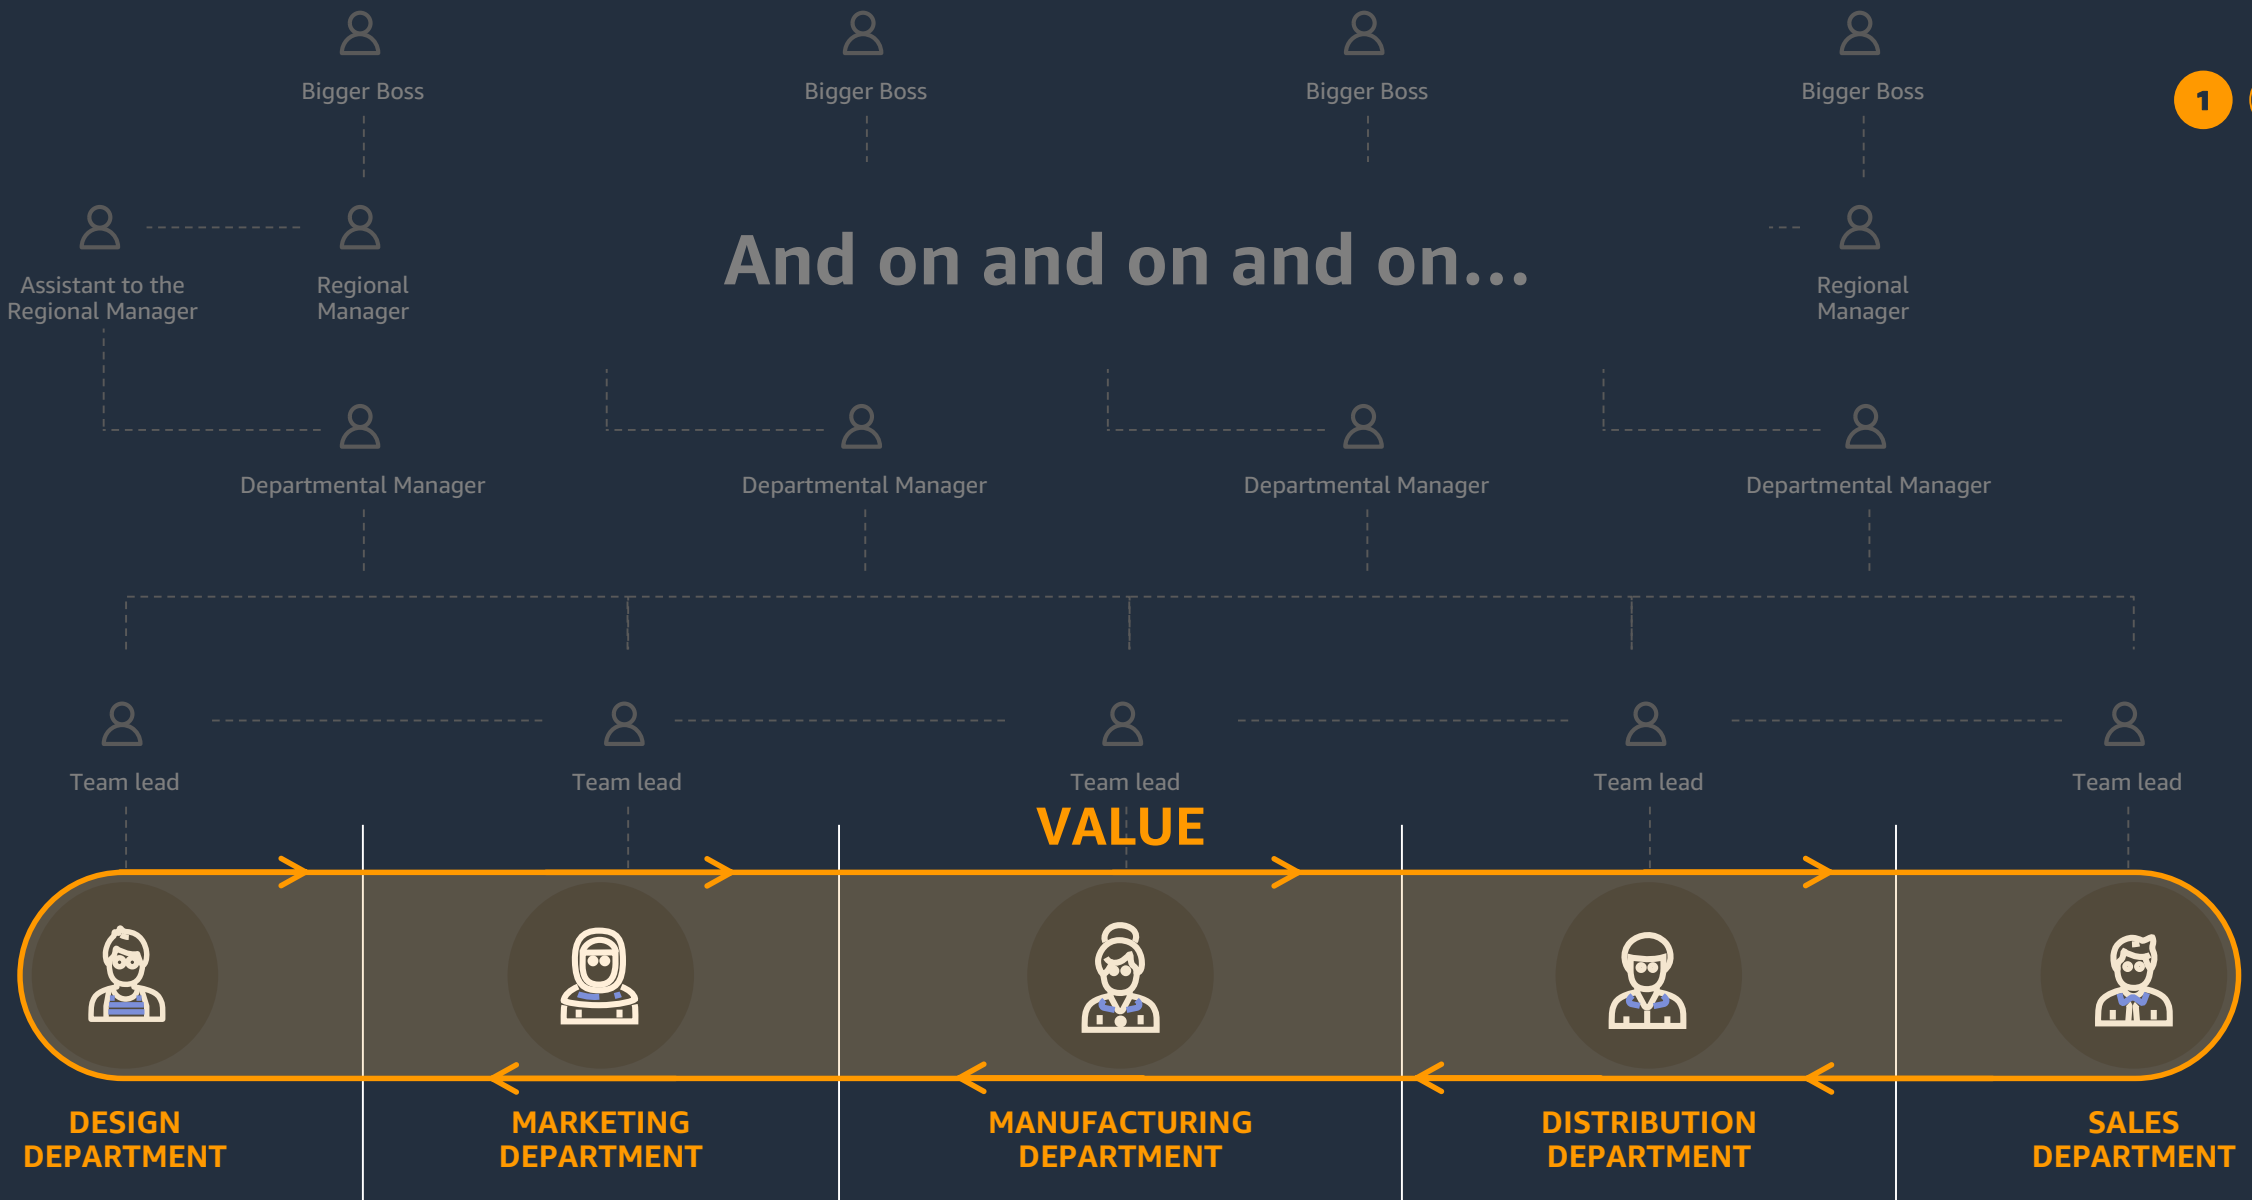 Bigger Boss
Bigger Boss
Bigger Boss
Bigger Boss
1
Assistant to the
Regional Manager
Regional
Manager
And on and on and on...
Regional
Manager
Departmental Manager
Departmental Manager
Departmental Manager
Departmental Manager
Team lead
Team lead
Team lead
Team lead
Team lead
VALUE
DESIGN
DEPARTMENT
MARKETING
DEPARTMENT
MANUFACTURING
DEPARTMENT
DISTRIBUTION
DEPARTMENT
SALES
DEPARTMENT